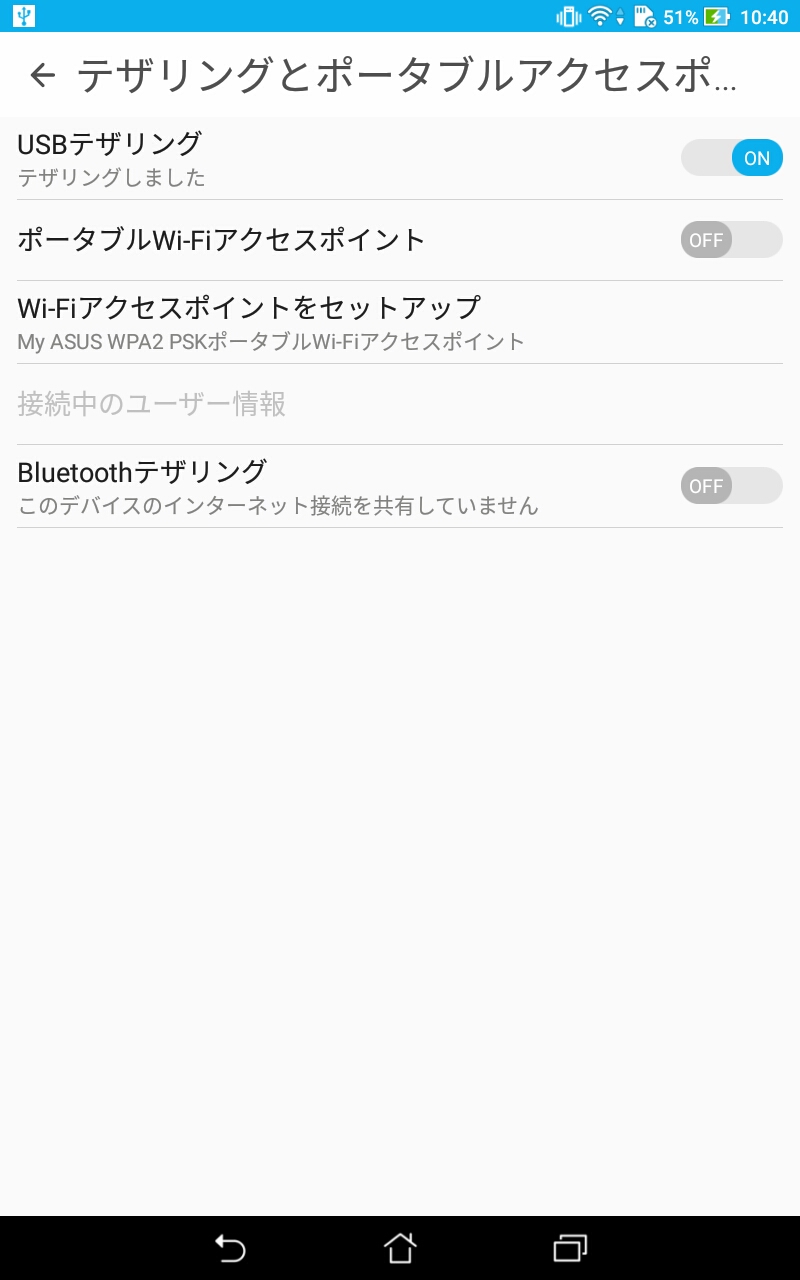 51% 10:40
テザリングとポータブルアクセスポ...
USBテザリング
テザリングしました
ON
ポータブルWi-Fiアクセスポイント
OFF
Wi-Fiアクセスポイントをセットアップ
My ASUS WPA2 PSKポータブルWi-Fiアクセスポイント
接続中のユーザー情報
Bluetoothテザリング
このデバイスのインターネット接続を共有していません
OFF